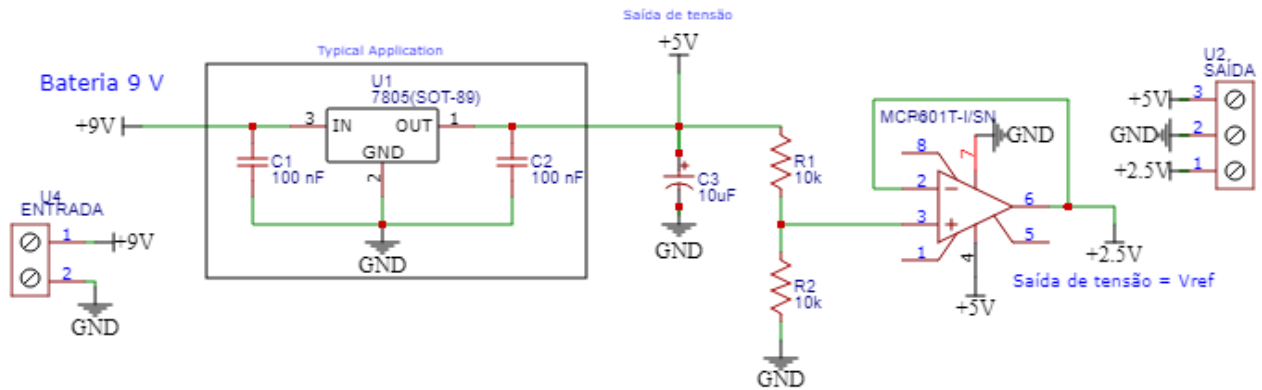 Saída de tensão
+5V
Typical Application
Bateria 9 V
+9V
U1
7805(SOT-89)
3 IN OUT 1
GND
2
C1
100 nF
C2
100 nF
GND
U4
ENTRADA
1
+9V
2
GND
C3
10uF
+
GND
R1
10k
R2
10k
GND
MCR601T-I/SN
8
7
GND
2
−
3
+
6
5
1
4
+5V
+2.5V
Saída de tensão = Vref
U2
SAÍDA
+5V 3
GND 2
+2.5V 1